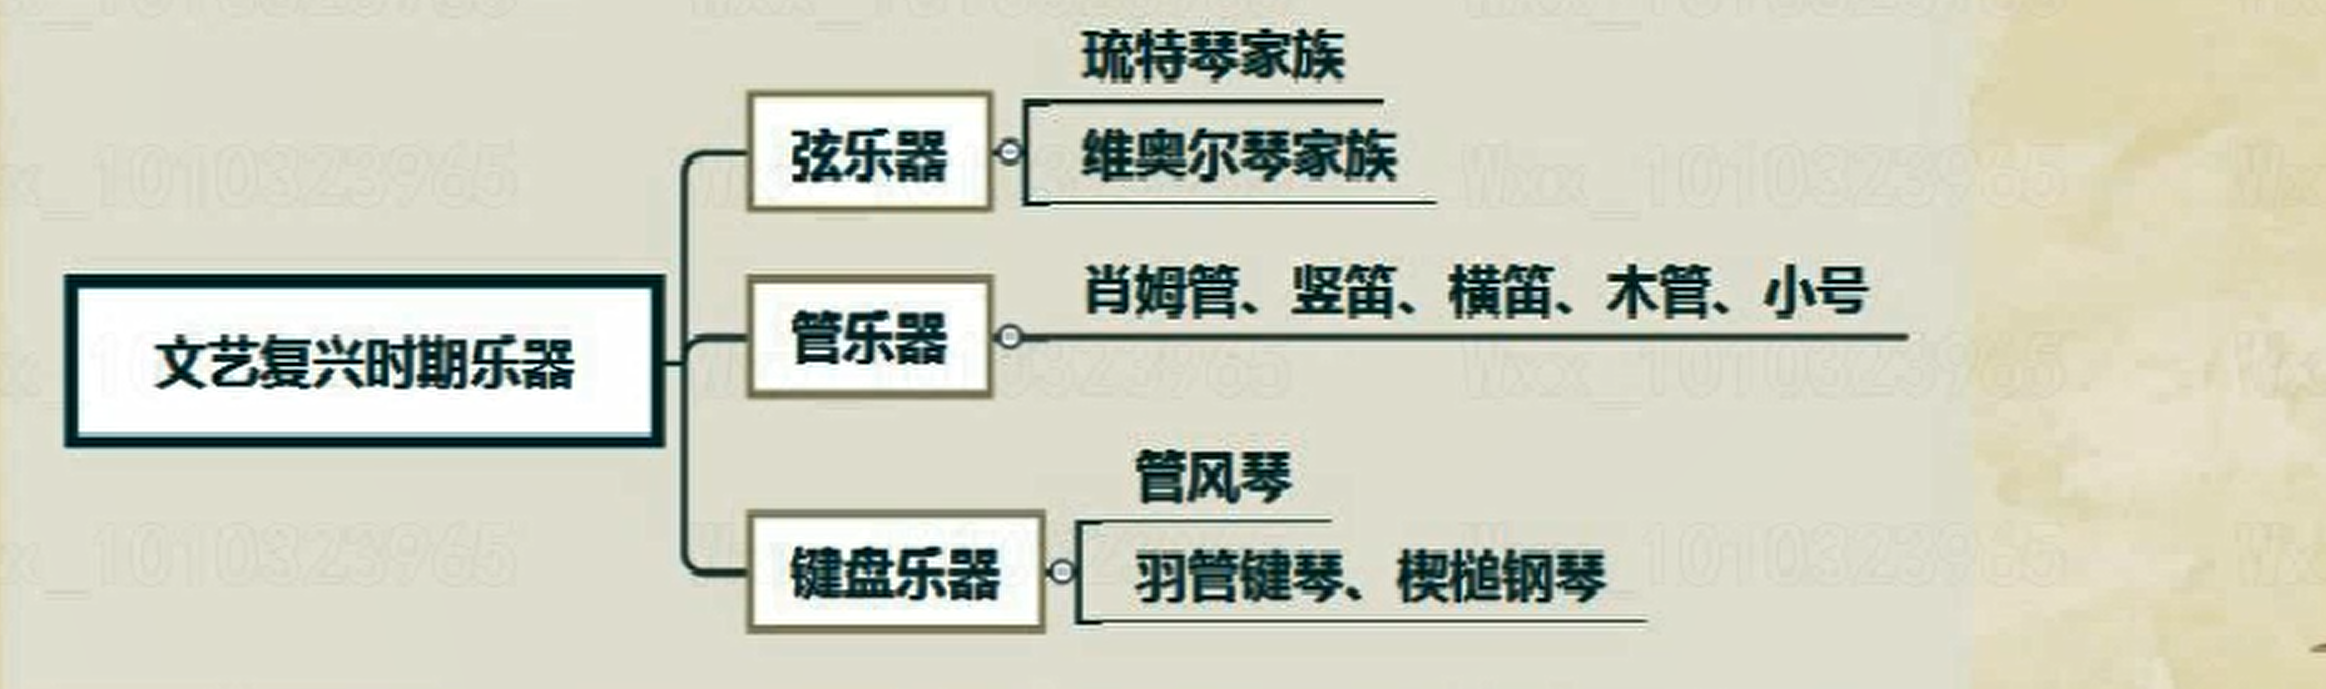 琉特琴家族
弦乐器
维奥尔琴家族
肖姆管、竖笛、横笛、木管、小号
管乐器
文艺复兴时期乐器
管风琴
键盘乐器
羽管键琴、楔槌钢琴
Wxx_1010323965